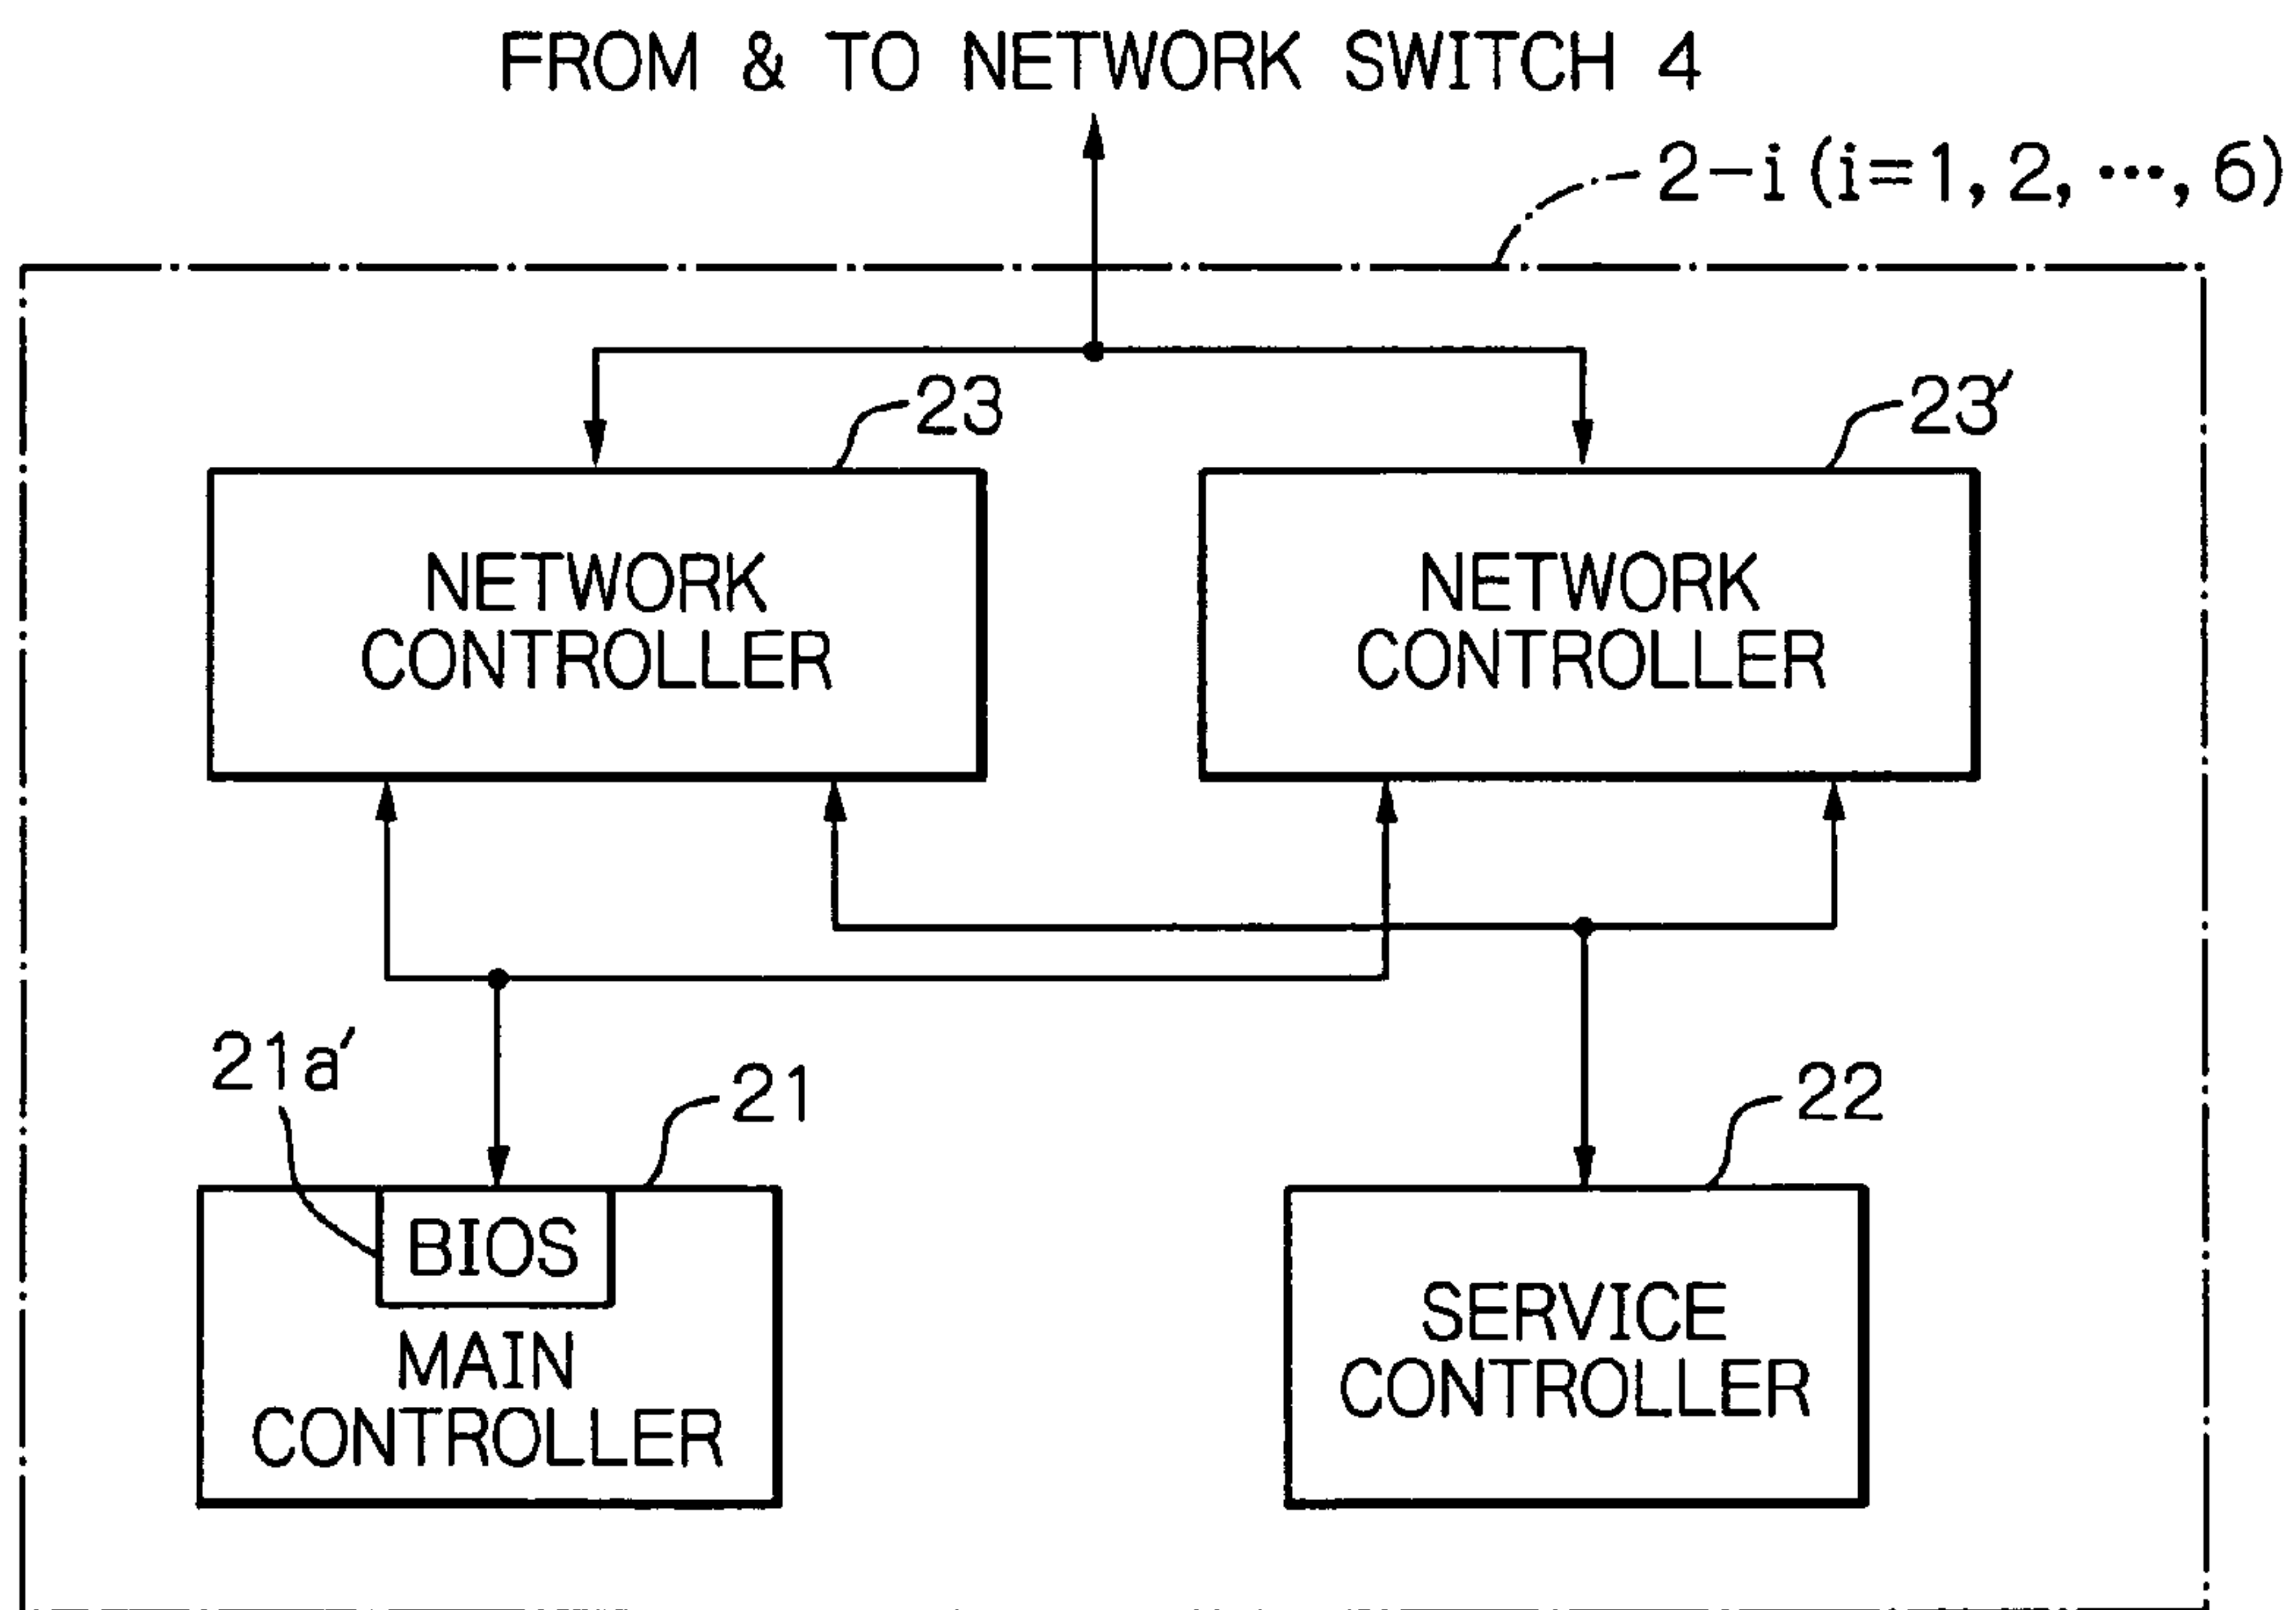 FROM & TO NETWORK SWITCH 4
2-i (i=1, 2, ···, 6)
23
23′
NETWORK
CONTROLLER
NETWORK
CONTROLLER
21a′
21
22
BIOS
MAIN
CONTROLLER
SERVICE
CONTROLLER